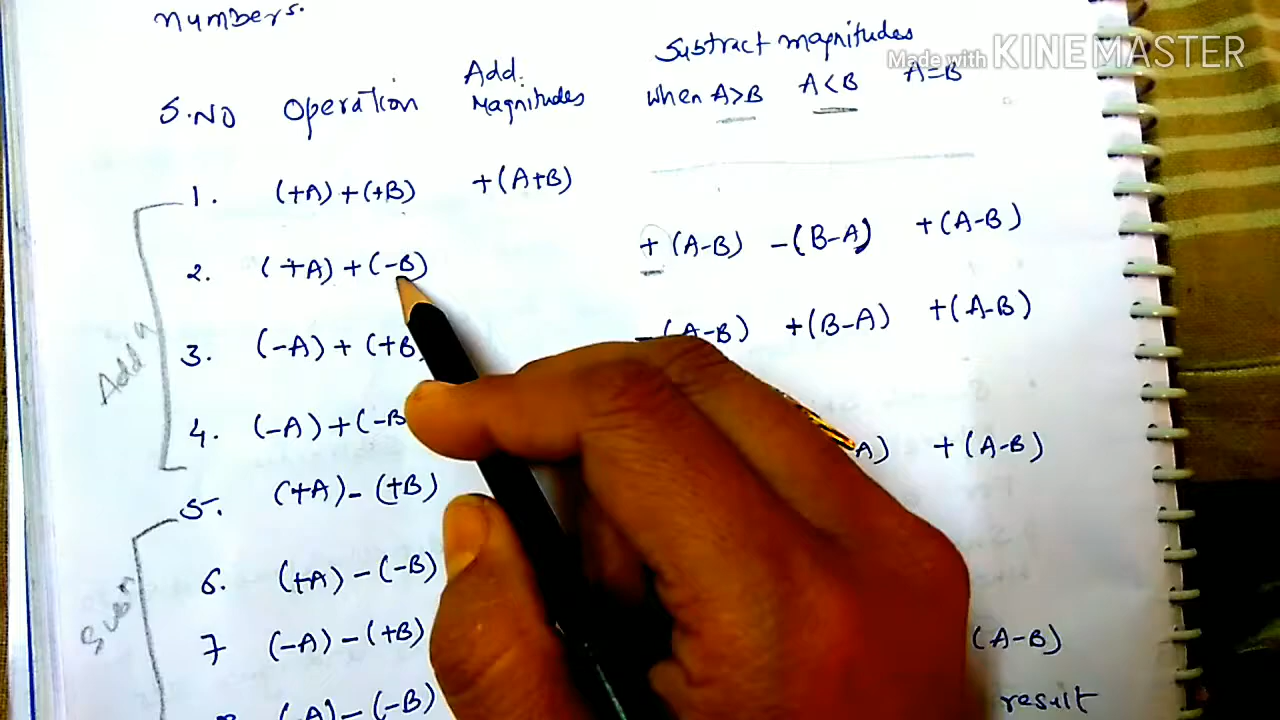 Numbers.
Made with KINEMASTER
Subtract magnitudes
S.NO Operation Add. Magnitudes When A>B A<B A=B
1. (+A)+(+B) +(A+B)
2. (+A)+(-B) +(A-B) -(B-A) +(A-B)
3. (-A)+(+B -(A-B) +(B-A) +(A-B)
4. (-A)+(-B
5. (+A)-(+B) A) +(A-B)
6. (+A)-(-B)
7 (-A)-(+B) (A-B)
(-A)-(-B) result
Add